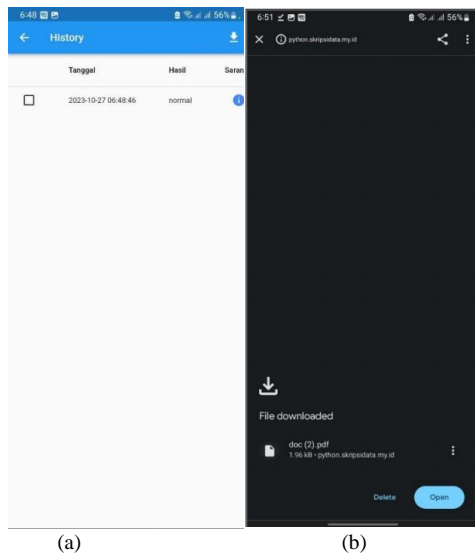 6:48 56%
History
Tanggal Hasil Saran
2023-10-27 06:48:46 normal
(a)
6:51 56%
python.skripsidata.my.id
File downloaded
doc (2).pdf
1.96 kB • python.skripsidata.my.id
Delete Open
(b)